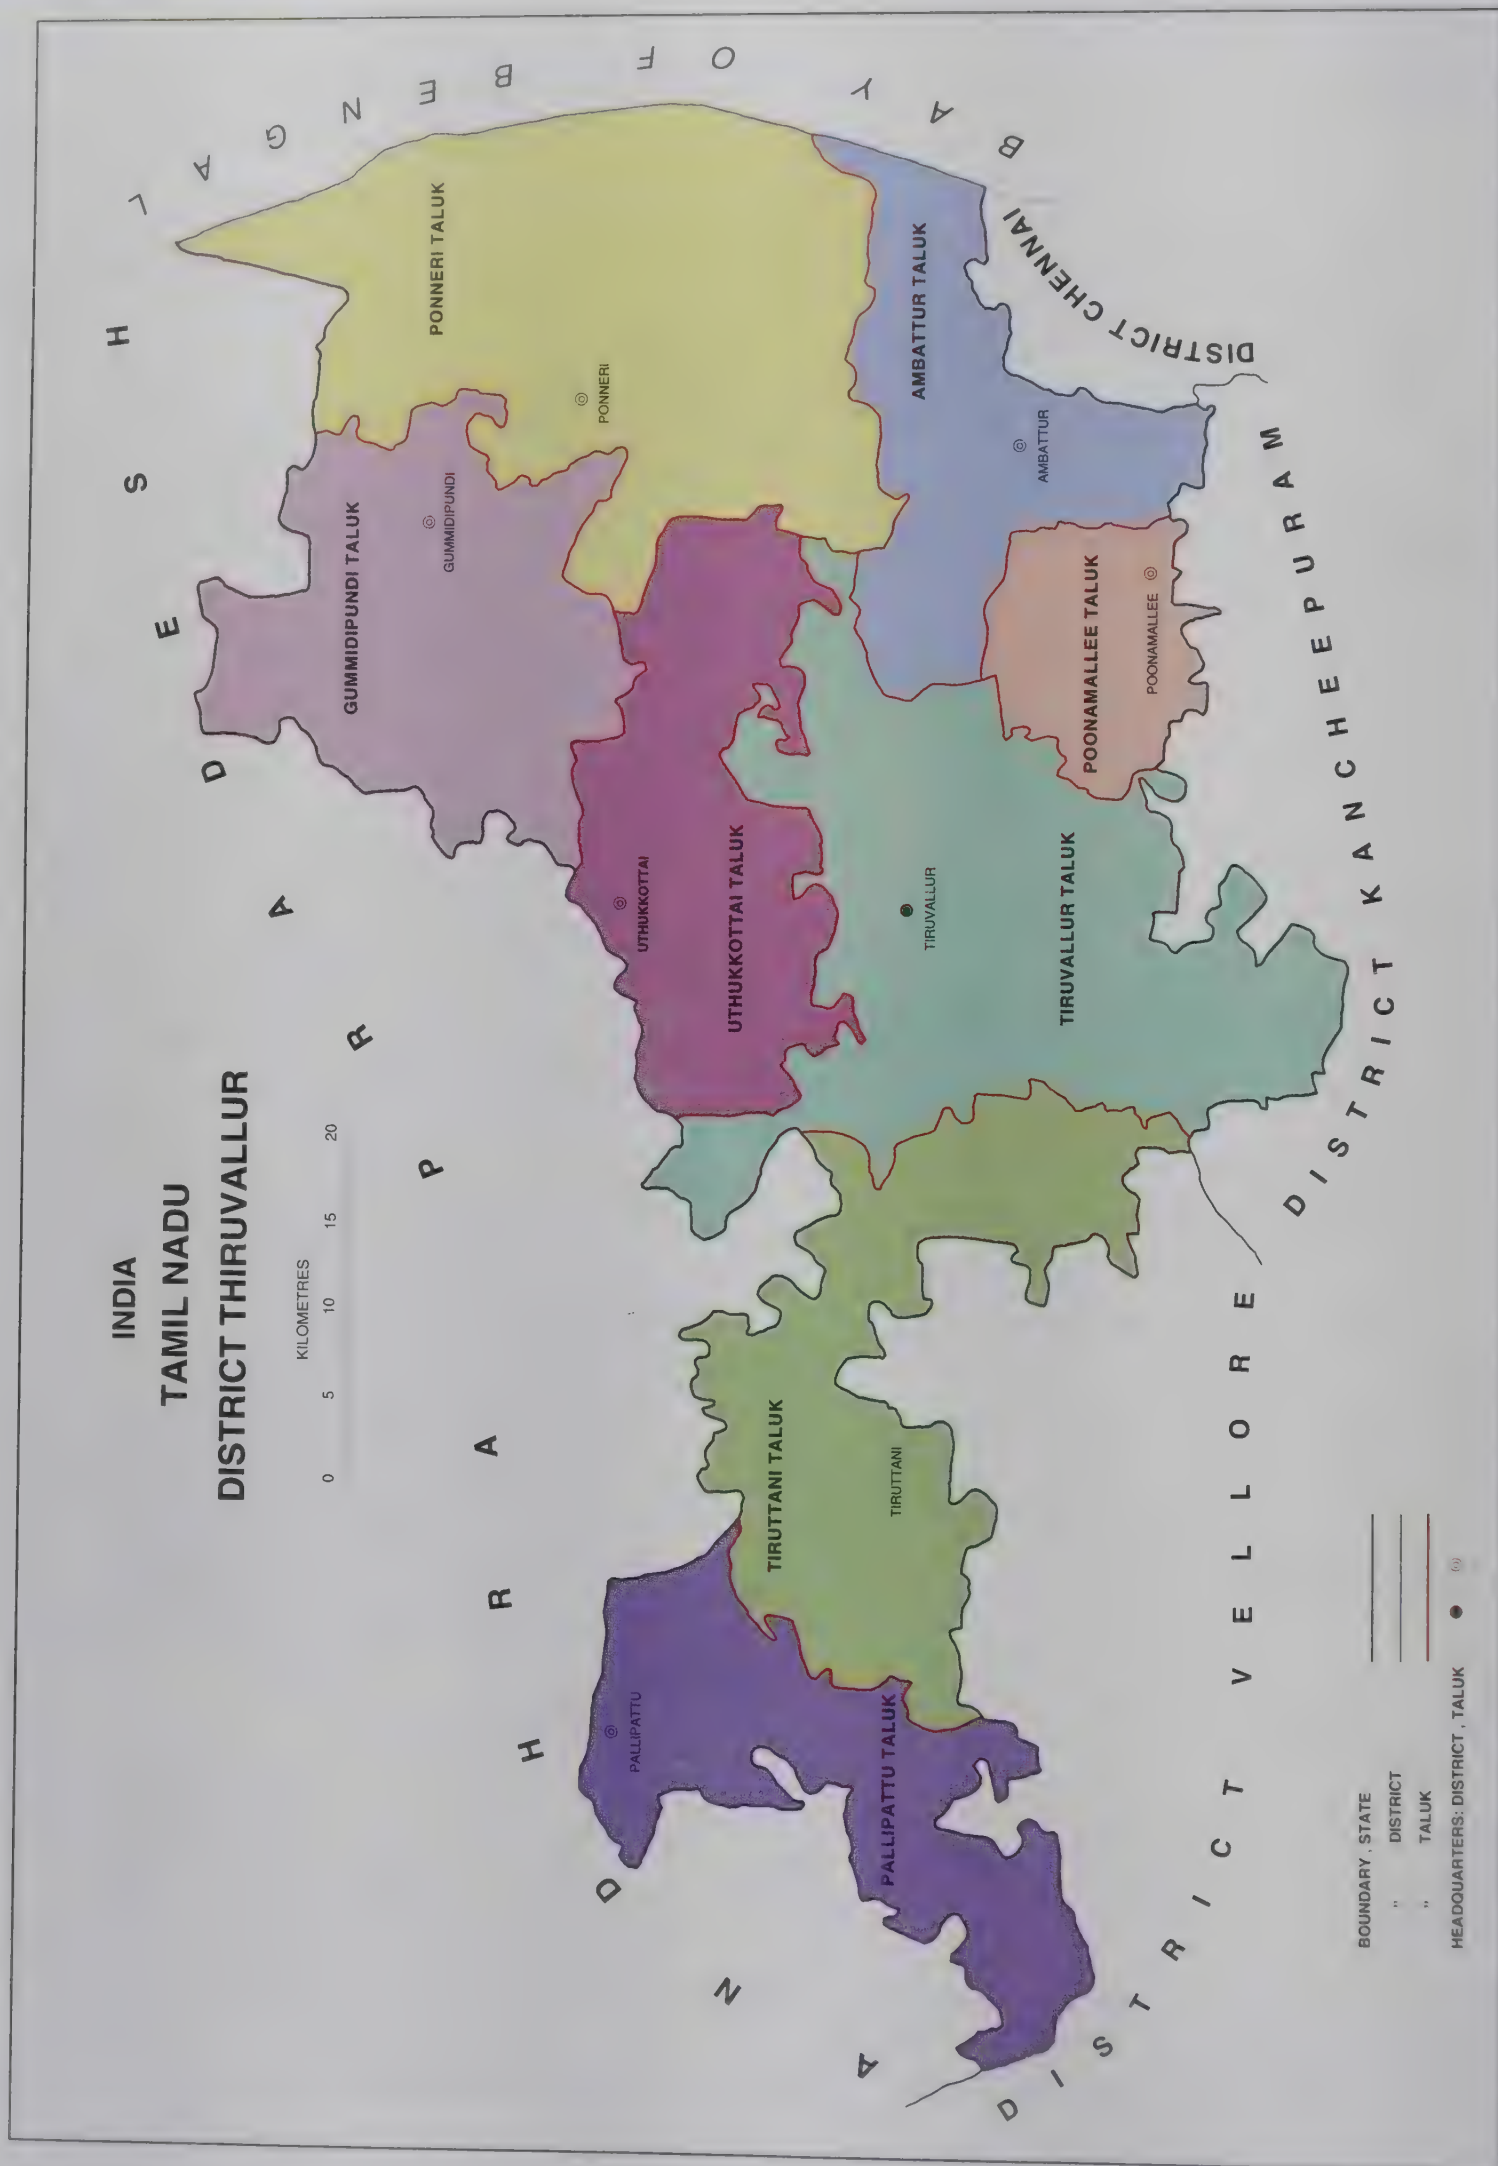 INDIA
TAMIL NADU
DISTRICT THIRUVALLUR
KILOMETRES
0 5 10 15 20
ANDHRA PRADESH
BAY OF BENGAL
DISTRICT CHENNAI
DISTRICT KANCHEEPURAM
DISTRICT VELLORE
PALLIPATTU
PALLIPATTU TALUK
TIRUTTANI TALUK
TIRUTTANI
UTHUKKOTTAI
UTHUKKOTTAI TALUK
TIRUVALLUR
TIRUVALLUR TALUK
GUMMIDIPUNDI TALUK
GUMMIDIPUNDI
PONNERI TALUK
PONNERI
AMBATTUR TALUK
AMBATTUR
POONAMALLEE TALUK
POONAMALLEE
BOUNDARY, STATE
" DISTRICT
" TALUK
HEADQUARTERS: DISTRICT, TALUK